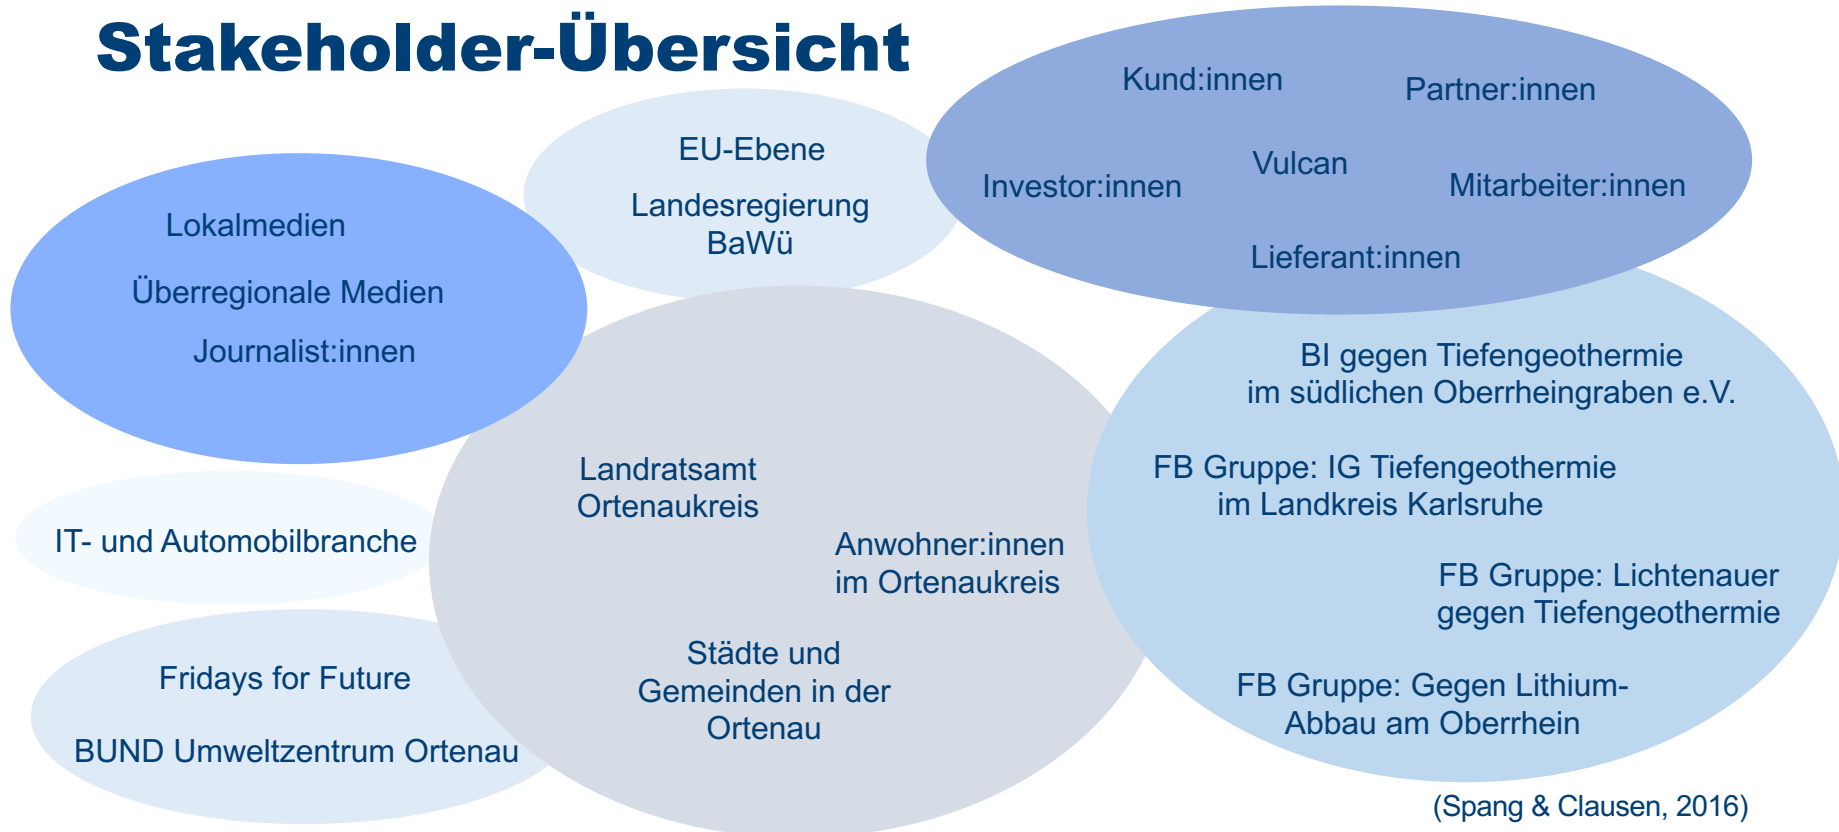 Stakeholder-Übersicht
Kund:innen
Partner:innen
Vulcan
Investor:innen
Mitarbeiter:innen
Lieferant:innen
EU-Ebene
Landesregierung
BaWü
Lokalmedien
Überregionale Medien
Journalist:innen
BI gegen Tiefengeothermie
im südlichen Oberrheingraben e.V.
FB Gruppe: IG Tiefengeothermie
im Landkreis Karlsruhe
FB Gruppe: Lichtenauer
gegen Tiefengeothermie
FB Gruppe: Gegen Lithium-
Abbau am Oberrhein
Landratsamt
Ortenaukreis
Anwohner:innen
im Ortenaukreis
Städte und
Gemeinden in der
Ortenau
IT- und Automobilbranche
Fridays for Future
BUND Umweltzentrum Ortenau
(Spang & Clausen, 2016)